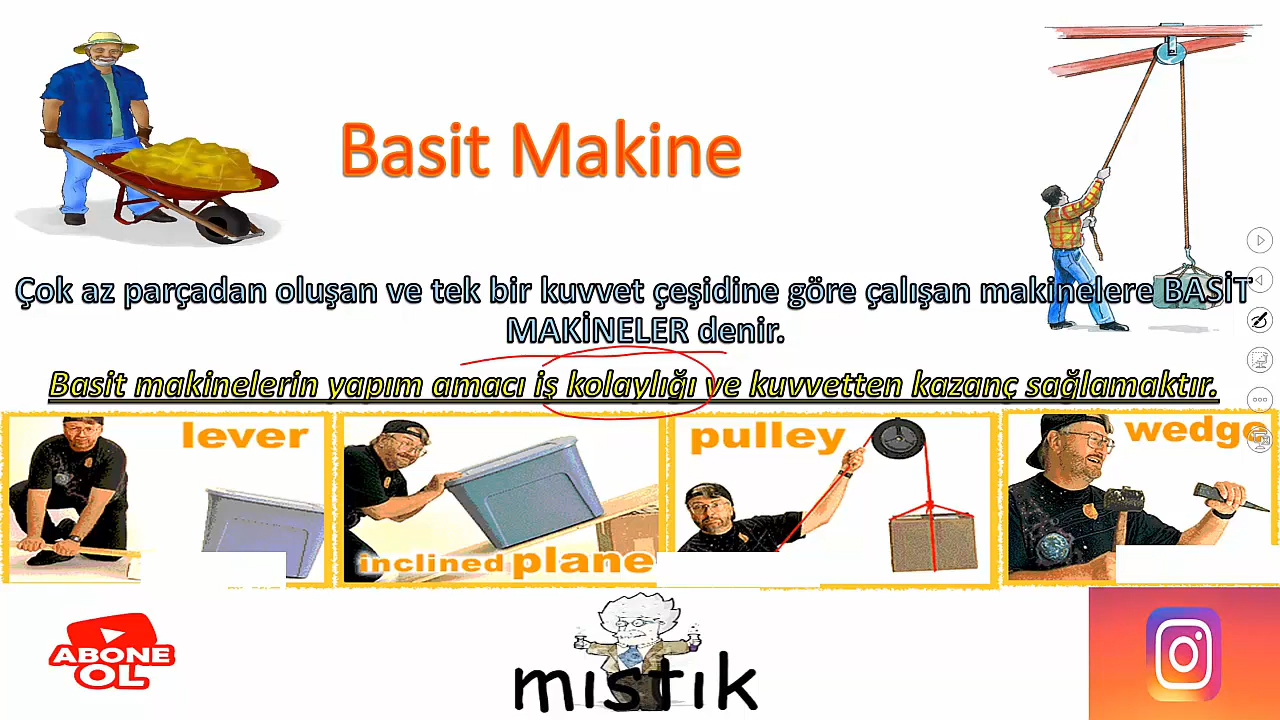 Basit Makine
Çok az parçadan oluşan ve tek bir kuvvet çeşidine göre çalışan makinelere BASİT
MAKİNELER denir.
Basit makinelerin yapım amacı iş kolaylığı ve kuvvetten kazanç sağlamaktır.
lever
inclined plane
pulley
wedge
ABONE
OL
mıstık